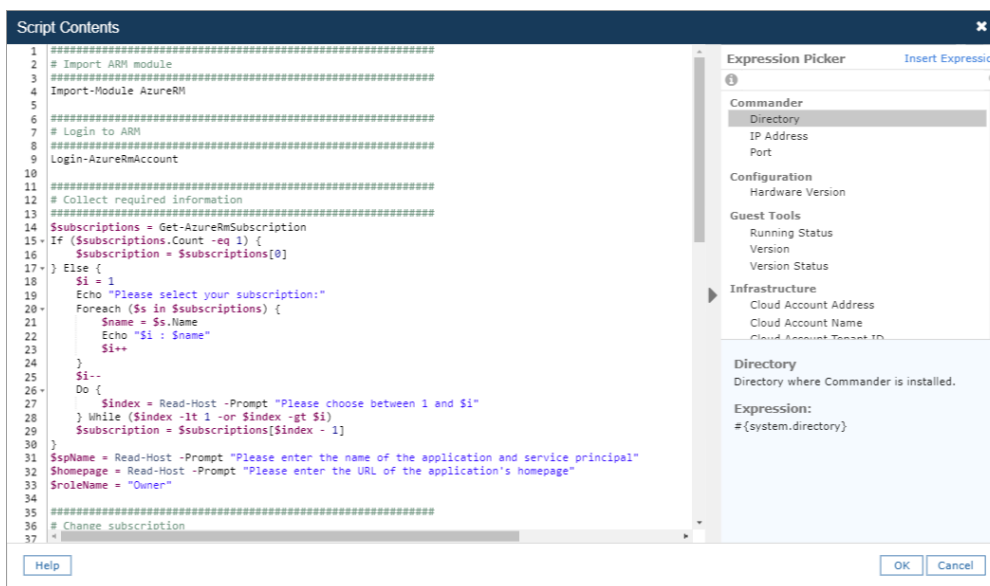 Script Contents
1 ############################################################
2 # Import ARM module
3 ############################################################
4 Import-Module AzureRM
5
6 ############################################################
7 # Login to ARM
8 ############################################################
9 Login-AzureRmAccount
10
11 ############################################################
12 # Collect required information
13 ############################################################
14 $subscriptions = Get-AzureRmSubscription
15 If ($subscriptions.Count -eq 1) {
16     $subscription = $subscriptions[0]
17 } Else {
18     $i = 1
19     Echo "Please select your subscription:"
20     Foreach ($s in $subscriptions) {
21         $name = $s.Name
22         Echo "$i : $name"
23         $i++
24     }
25     $i--
26     Do {
27         $index = Read-Host -Prompt "Please choose between 1 and $i"
28     } While ($index -lt 1 -or $index -gt $i)
29     $subscription = $subscriptions[$index - 1]
30 }
31 $spName = Read-Host -Prompt "Please enter the name of the application and service principal"
32 $homepage = Read-Host -Prompt "Please enter the URL of the application's homepage"
33 $roleName = "Owner"
34
35 ############################################################
36 # Change subscription
37
Expression Picker
Insert Expressio
Commander
Directory
IP Address
Port
Configuration
Hardware Version
Guest Tools
Running Status
Version
Version Status
Infrastructure
Cloud Account Address
Cloud Account Name
Cloud Account Tenant ID
Directory
Directory where Commander is installed.
Expression:
#{system.directory}
Help
OK
Cancel